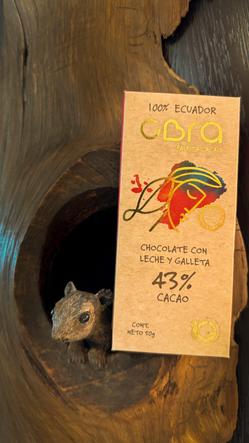 100% ECUADOR
OBRA
CHOCOLATE CON
LECHE Y GALLETA
43%
CACAO
CONT.
NETO 50g